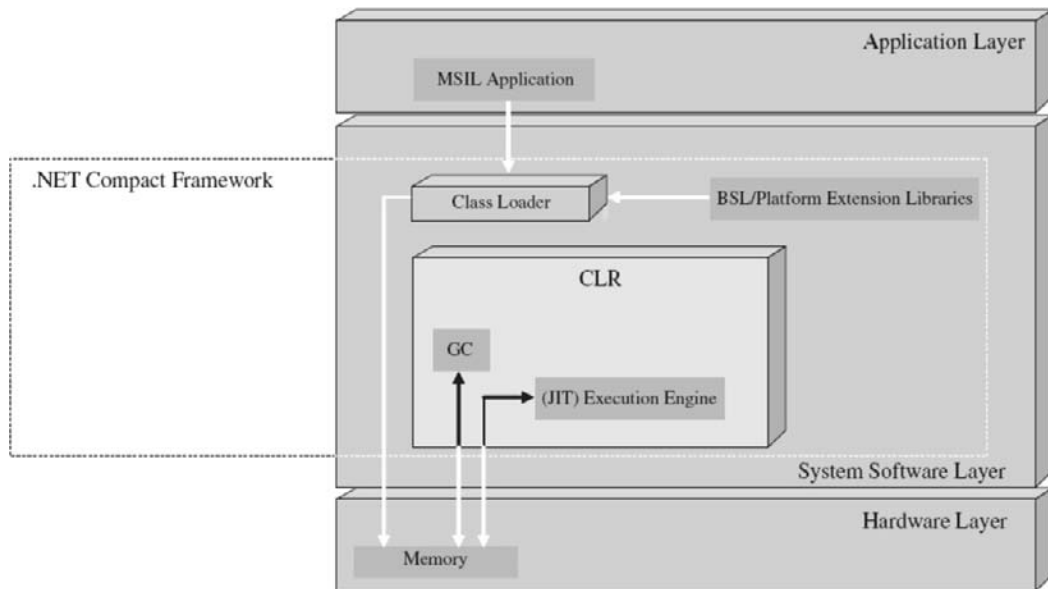 Application Layer
MSIL Application
.NET Compact Framework
Class Loader
BSL/Platform Extension Libraries
CLR
GC
(JIT) Execution Engine
System Software Layer
Hardware Layer
Memory